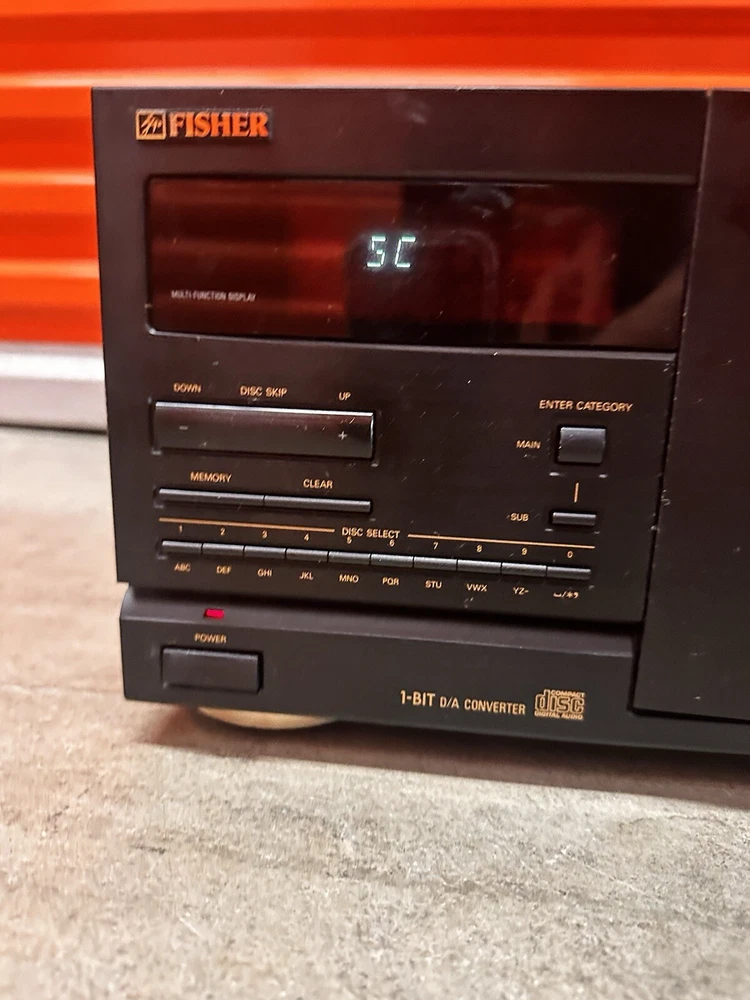 FISHER
SC
MULTI-FUNCTION DISPLAY
DOWN DISC SKIP UP
- +
ENTER CATEGORY
MAIN
MEMORY CLEAR
SUB
DISC SELECT
1 2 3 4 5 6 7 8 9 0
ABC DEF GHI JKL MNO PQR STU VWX YZ-
POWER
1-BIT D/A CONVERTER
COMPACT
disc
DIGITAL AUDIO